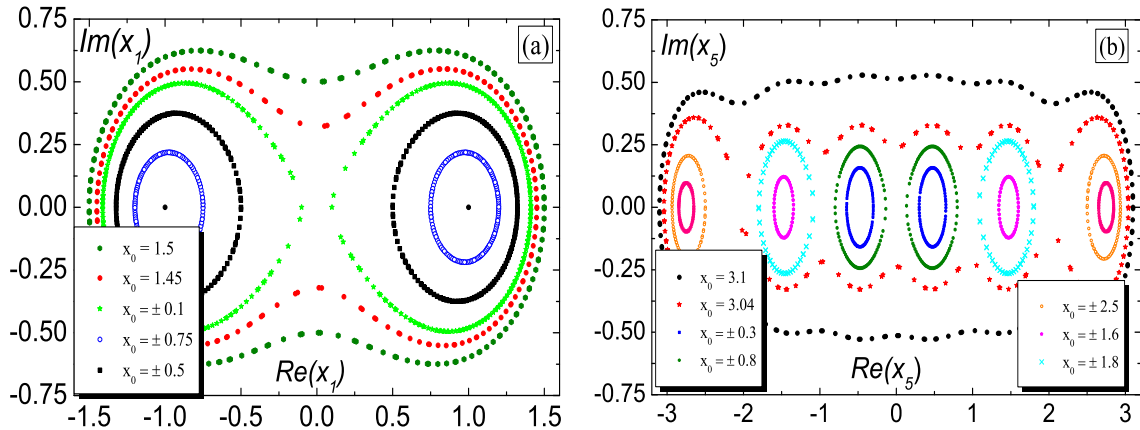 Im(x₁)
(a)
0.75
0.50
0.25
0.00
-0.25
-0.50
-0.75
x₀ = 1.5
x₀ = 1.45
x₀ = ± 0.1
x₀ = ± 0.75
x₀ = ± 0.5
Re(x₁)
-1.5 -1.0 -0.5 0.0 0.5 1.0 1.5
Im(x₅)
(b)
0.75
0.50
0.25
0.00
-0.25
-0.50
-0.75
x₀ = 3.1
x₀ = 3.04
x₀ = ± 0.3
x₀ = ± 0.8
x₀ = ± 2.5
x₀ = ± 1.6
x₀ = ± 1.8
Re(x₅)
-3 -2 -1 0 1 2 3